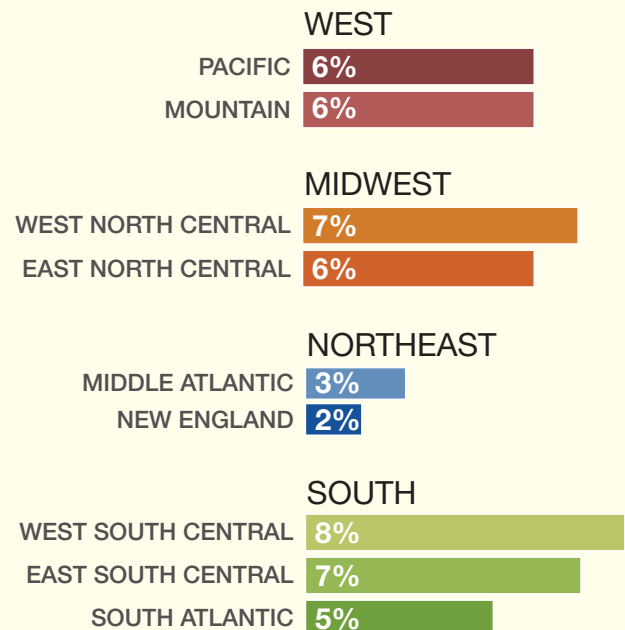 WEST
PACIFIC 6%
MOUNTAIN 6%
MIDWEST
WEST NORTH CENTRAL 7%
EAST NORTH CENTRAL 6%
NORTHEAST
MIDDLE ATLANTIC 3%
NEW ENGLAND 2%
SOUTH
WEST SOUTH CENTRAL 8%
EAST SOUTH CENTRAL 7%
SOUTH ATLANTIC 5%